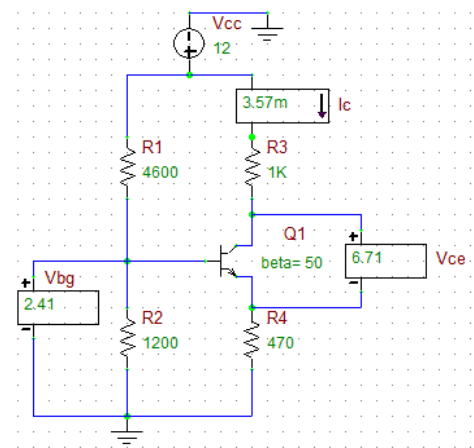 Vcc
12
3.57m
Ic
R1
4600
R3
1K
Q1
beta= 50
6.71
Vce
Vbg
2.41
R2
1200
R4
470